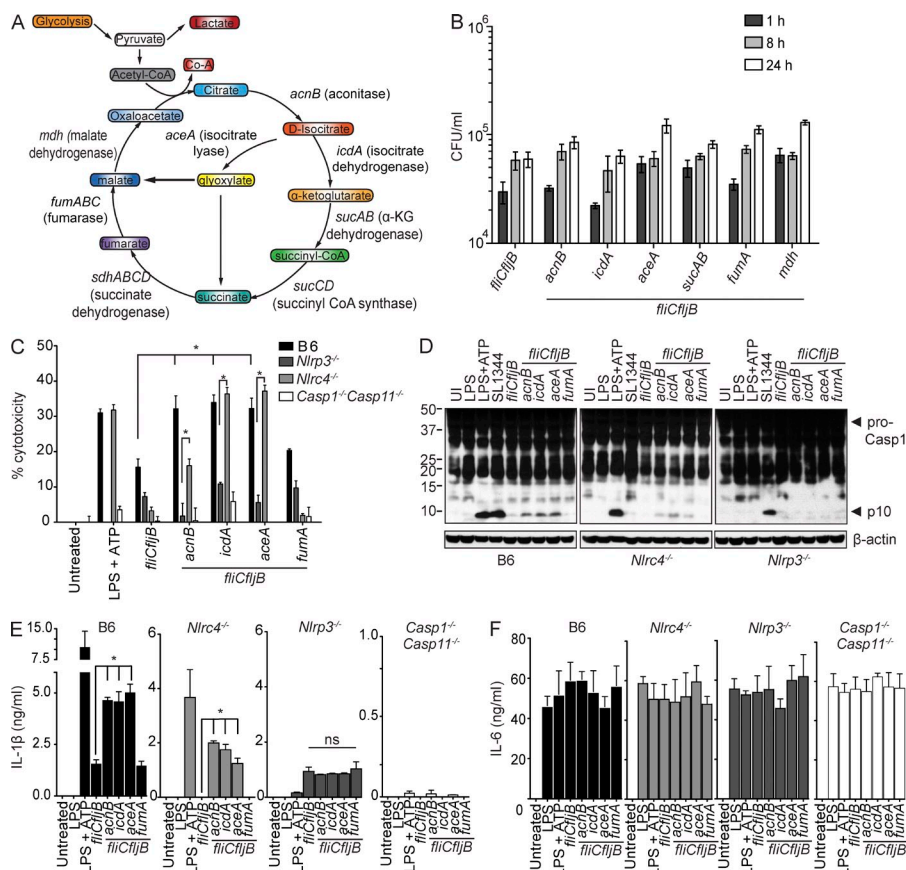 A
Glycolysis
Lactate
Pyruvate
Acetyl-CoA
Co-A
Citrate
acnB (aconitase)
Oxaloacetate
D-Isocitrate
mdh (malate
dehydrogenase)
aceA (isocitrate
lyase)
icdA (isocitrate
dehydrogenase)
malate
glyoxylate
α-ketoglutarate
fumABC
(fumarase)
sucAB (α-KG
dehydrogenase)
fumarate
succinyl-CoA
sdhABCD
(succinate
dehydrogenase)
succinate
sucCD
(succinyl CoA synthase)
B
CFU/ml
10^6
10^5
10^4
1 h
8 h
24 h
fliCfljB
acnB
icdA
aceA
sucAB
fumA
mdh
fliCfljB
C
% cytotoxicity
50
40
30
20
10
0
B6
Nlrp3-/-
Nlrc4-/-
Casp1-/-Casp11-/-
*
*
*
*
Untreated
LPS + ATP
fliCfljB
acnB
icdA
aceA
fumA
fliCfljB
D
UI
LPS
LPS+ATP
SL1344
fliCfljB
acnB
icdA
aceA
fumA
fliCfljB
UI
LPS
LPS+ATP
SL1344
fliCfljB
acnB
icdA
aceA
fumA
fliCfljB
UI
LPS
LPS+ATP
SL1344
fliCfljB
acnB
icdA
aceA
fumA
fliCfljB
50
37
25
20
15
10
pro-
Casp1
p10
β-actin
B6
Nlrc4-/-
Nlrp3-/-
E
IL-1β (ng/ml)
B6
15.0
7.5
5.0
2.5
0.0
*
Untreated
LPS
LPS + ATP
fliCfljB
acnB
icdA
aceA
fumA
fliCfljB
Nlrc4-/-
6
4
2
0
*
Untreated
LPS
LPS + ATP
fliCfljB
acnB
icdA
aceA
fumA
fliCfljB
Nlrp3-/-
6
4
2
0
ns
Untreated
LPS
LPS + ATP
fliCfljB
acnB
icdA
aceA
fumA
fliCfljB
Casp1-/-
Casp11-/-
1.0
0.5
0.0
Untreated
LPS
LPS + ATP
fliCfljB
acnB
icdA
aceA
fumA
fliCfljB
F
IL-6 (ng/ml)
90
60
40
20
0
B6
Untreated
LPS
LPS + ATP
fliCfljB
acnB
icdA
aceA
fumA
fliCfljB
Nlrc4-/-
Untreated
LPS
LPS + ATP
fliCfljB
acnB
icdA
aceA
fumA
fliCfljB
Nlrp3-/-
Untreated
LPS
LPS + ATP
fliCfljB
acnB
icdA
aceA
fumA
fliCfljB
Casp1-/-
Casp11-/-
Untreated
LPS
LPS + ATP
fliCfljB
acnB
icdA
aceA
fumA
fliCfljB